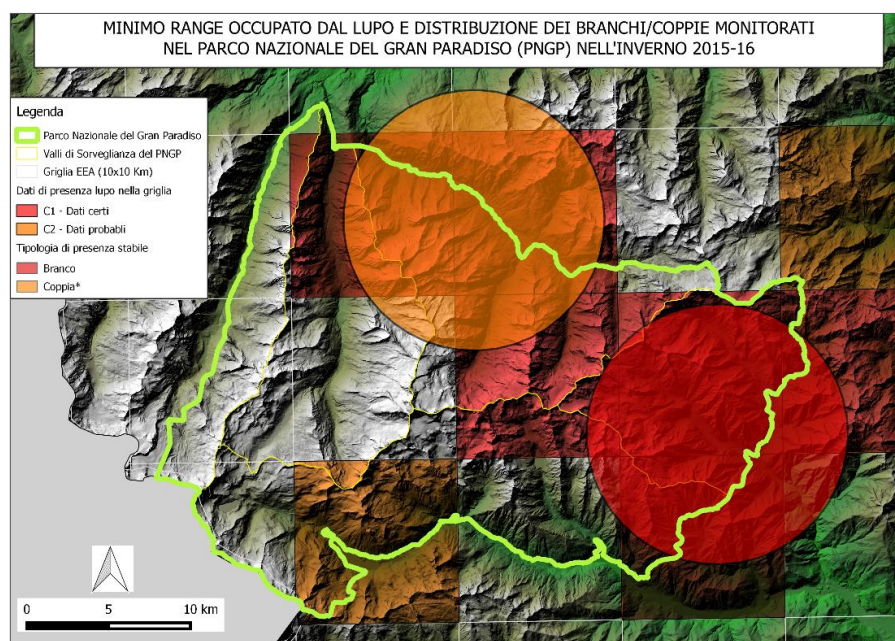 MINIMO RANGE OCCUPATO DAL LUPO E DISTRIBUZIONE DEI BRANCHI/COPPIE MONITORATI
NEL PARCO NAZIONALE DEL GRAN PARADISO (PNGP) NELL'INVERNO 2015-16
Legenda
Parco Nazionale del Gran Paradiso
Valli di Sorveglianza del PNGP
Griglia EEA (10x10 Km)
Dati di presenza lupo nella griglia
C1 - Dati certi
C2 - Dati probabli
Tipologia di presenza stabile
Branco
Coppia*
0 5 10 km